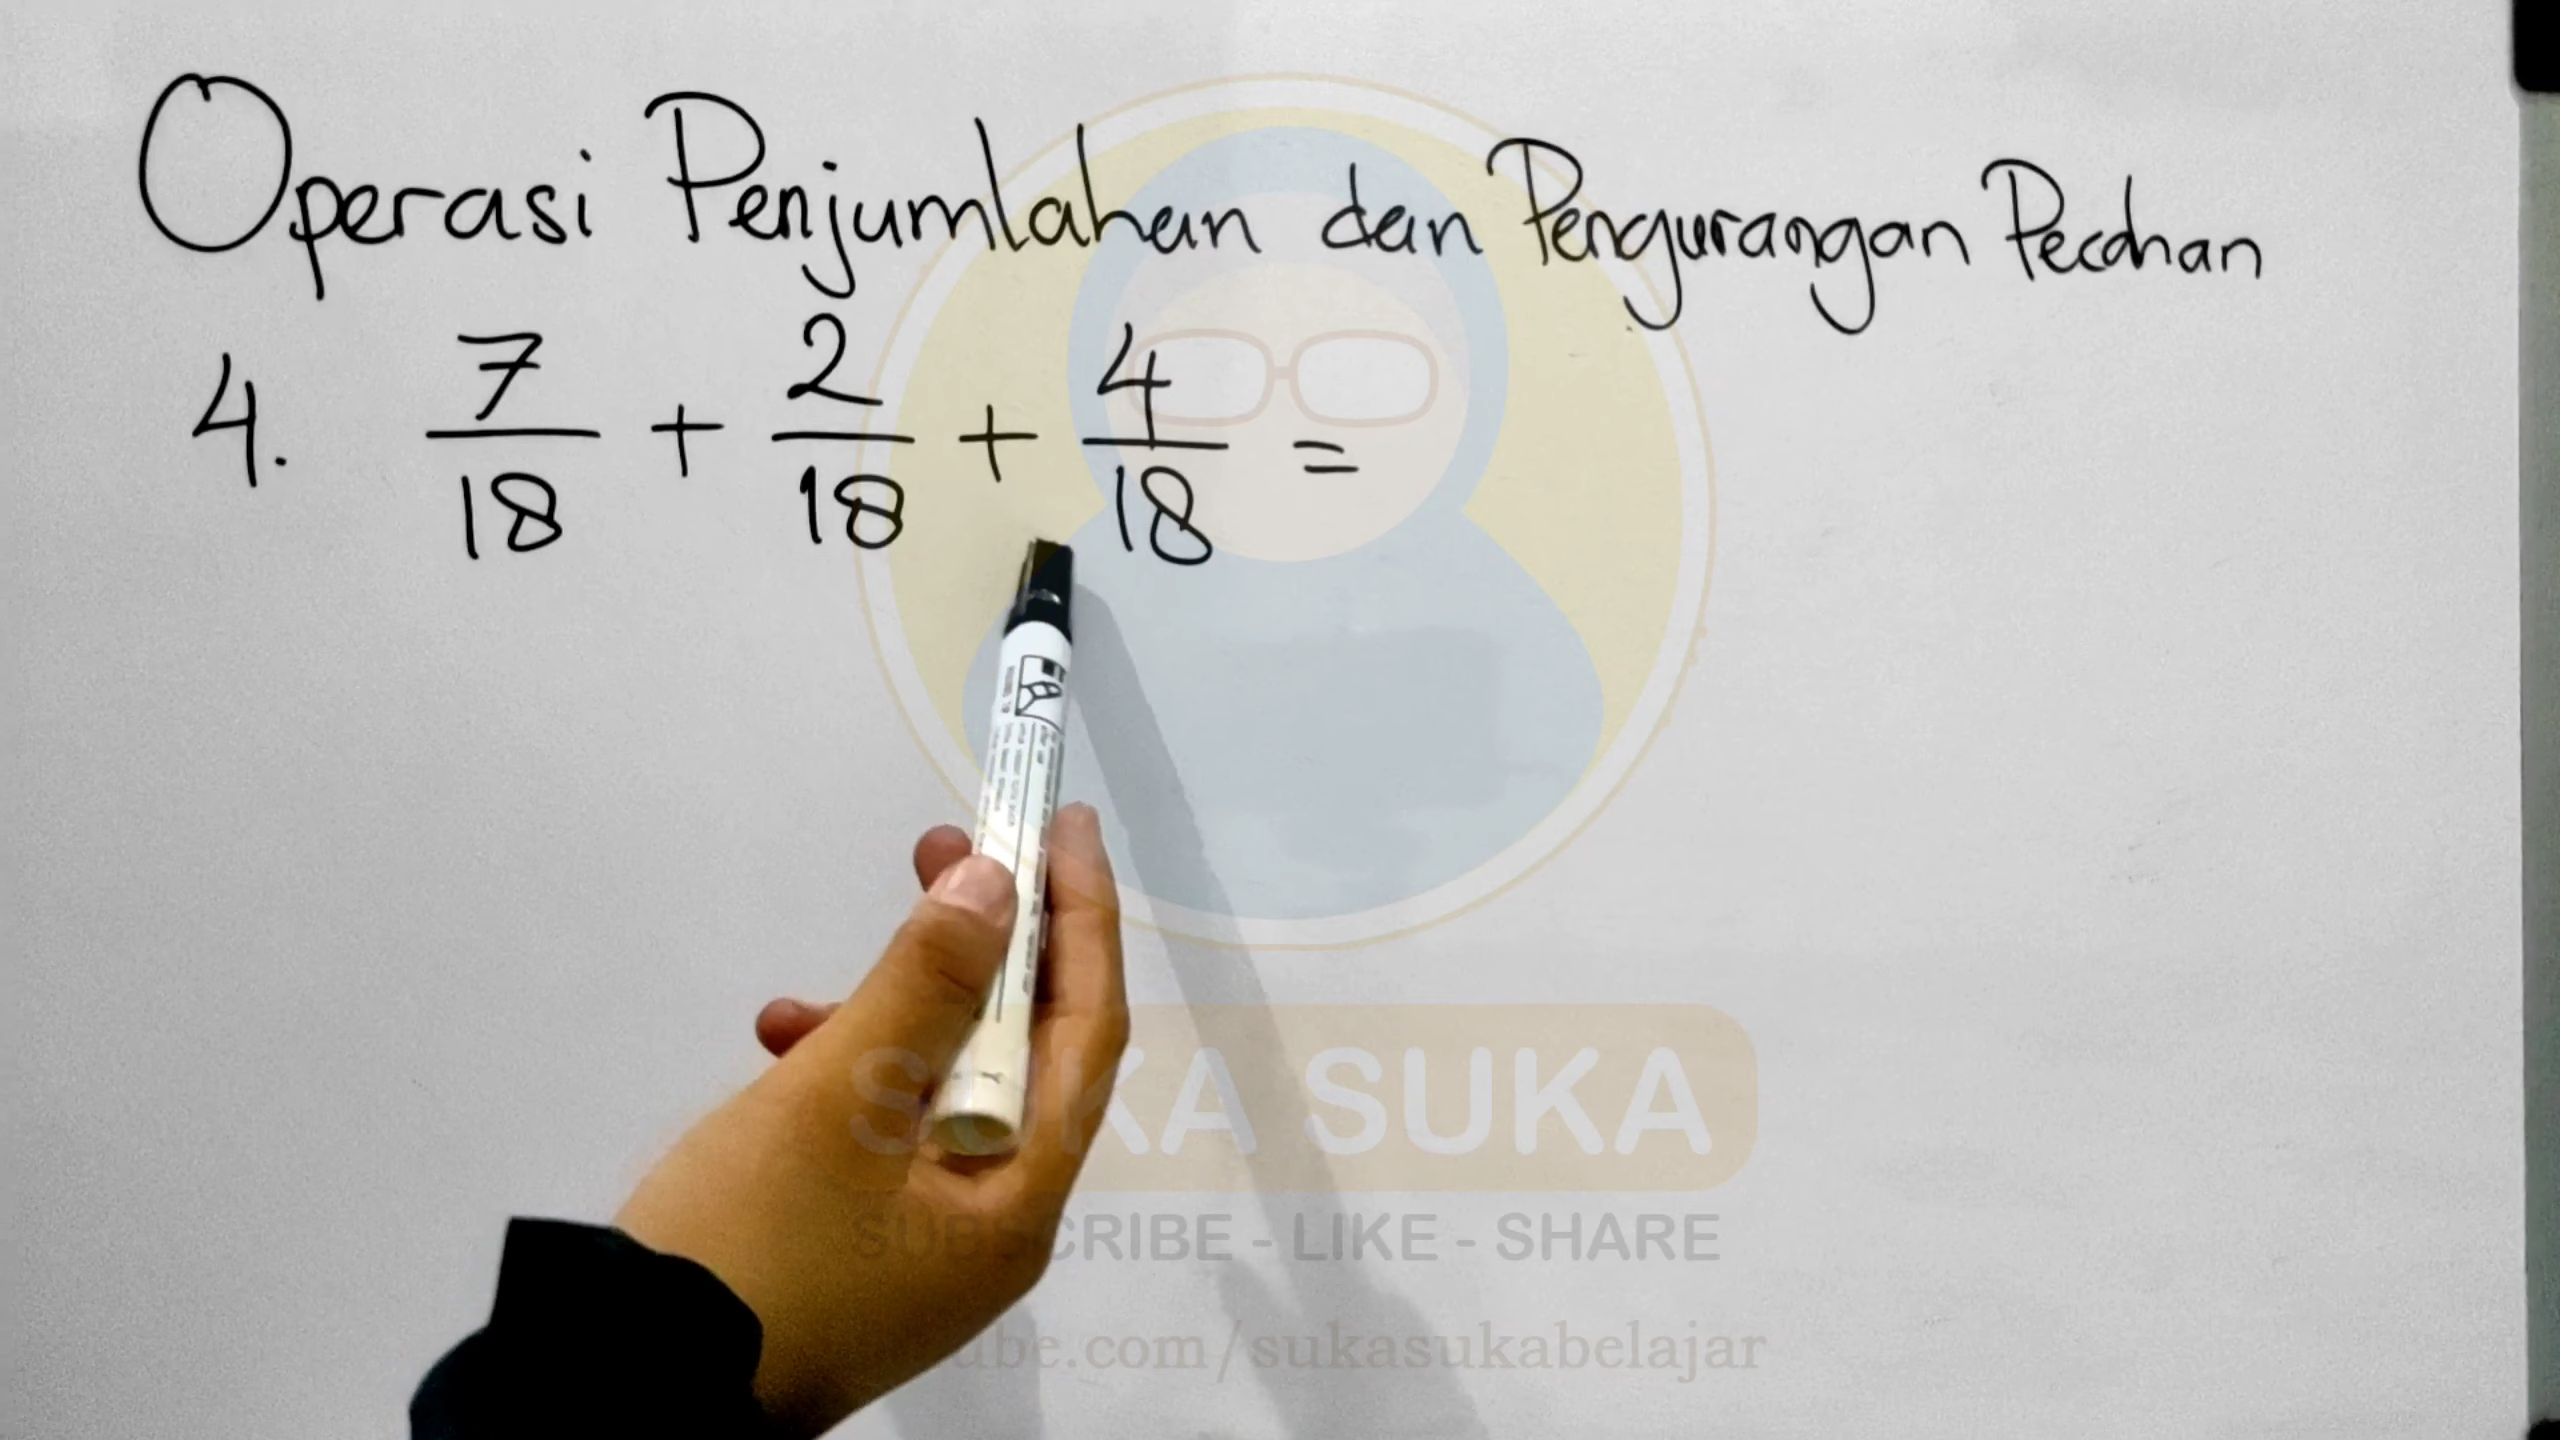 Operasi Penjumlahan dan Pengurangan Pecahan
4. 7/18 + 2/18 + 4/18 =
SUKA SUKA
SUBSCRIBE - LIKE - SHARE
be.com/sukasukabelajar